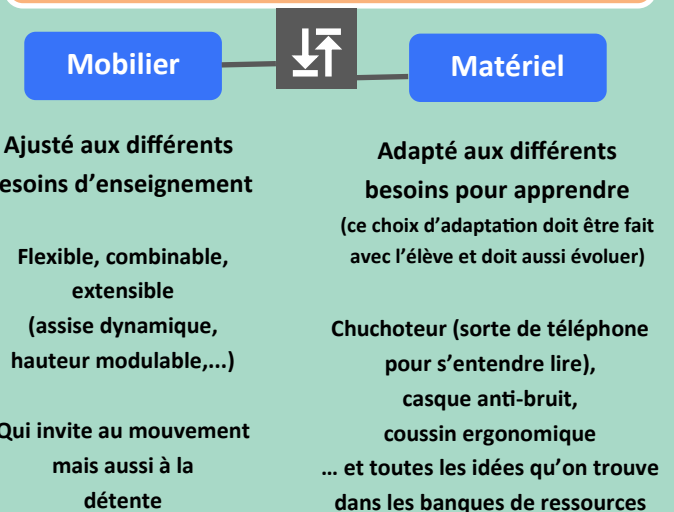 Mobilier
Matériel
Ajusté aux différents
besoins d'enseignement
Flexible, combinable,
extensible
(assise dynamique,
hauteur modulable,...)
Qui invite au mouvement
mais aussi à la
détente
Adapté aux différents
besoins pour apprendre
(ce choix d'adaptation doit être fait
avec l'élève et doit aussi évoluer)
Chuchoteur (sorte de téléphone
pour s'entendre lire),
casque anti-bruit,
coussin ergonomique
... et toutes les idées qu'on trouve
dans les banques de ressources